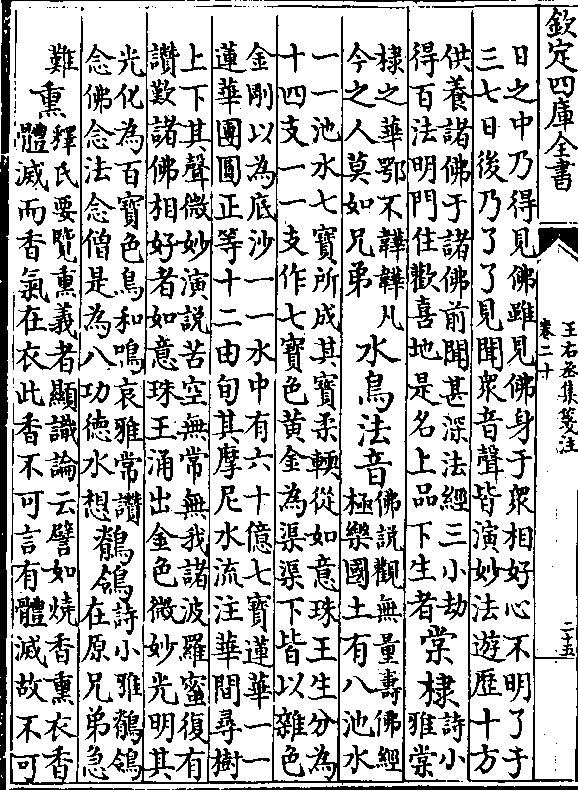 欽定四庫全書
王右丞集箋注
卷二十
二十五
日之中乃得見佛雖見佛身于衆相好心不明了于
三七日後乃了了見聞衆音聲皆演妙法遊歷十方
供養諸佛于諸佛前聞甚深法經三小劫
得百法明門住歡喜地是名上品下生者
棠棣
詩小
雅棠
棣之華鄂不韡韡凡
今之人莫如兄弟
水鳥法音
佛說觀無量壽佛經
極樂國土有八池水
一一池水七寶所成其寶柔輭從如意珠王生分為
十四支一一支作七寶色黄金為渠渠下皆以雜色
金剛以為底沙一一水中有六十億七寶蓮華一一
蓮華團圓正等十二由旬其摩尼水流注華間尋樹
上下其聲微妙演說苦空無常無我諸波羅蜜復有
讚歎諸佛相好者如意珠王涌出金色微妙光明其
光化為百寶色鳥和鳴哀雅常讚
念佛念法念僧是為八功德水想
鶺鴒
詩小雅鶺鴒
在原兄弟急
難
熏
釋氏要覽熏義者顯識論云譬如燒香熏衣香
體滅而香氣在衣此香不可言有體滅故不可